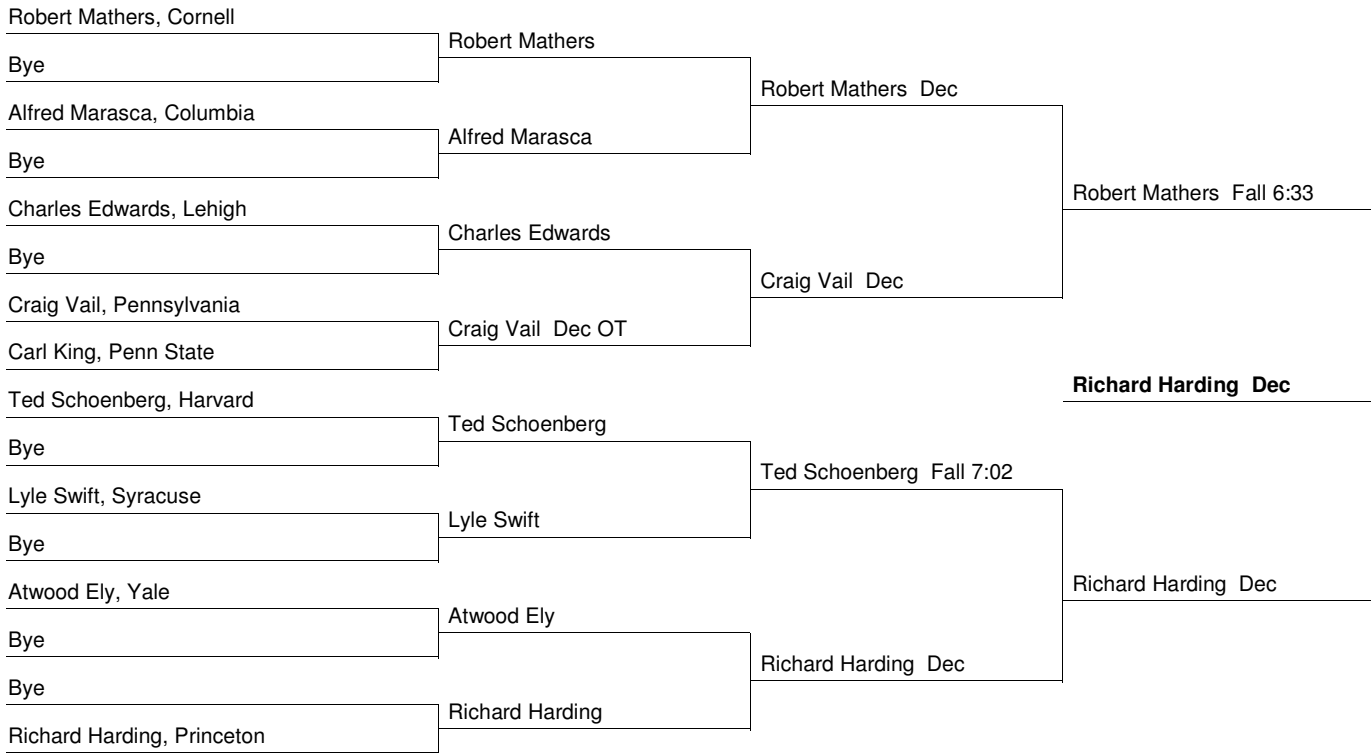 Robert Mathers, Cornell
Bye
Alfred Marasca, Columbia
Bye
Charles Edwards, Lehigh
Bye
Craig Vail, Pennsylvania
Carl King, Penn State
Ted Schoenberg, Harvard
Bye
Lyle Swift, Syracuse
Bye
Atwood Ely, Yale
Bye
Bye
Richard Harding, Princeton
Robert Mathers
Alfred Marasca
Charles Edwards
Craig Vail  Dec OT
Ted Schoenberg
Lyle Swift
Atwood Ely
Richard Harding
Robert Mathers  Dec
Craig Vail  Dec
Ted Schoenberg  Fall 7:02
Richard Harding  Dec
Robert Mathers  Fall 6:33
Richard Harding  Dec
Richard Harding  Dec